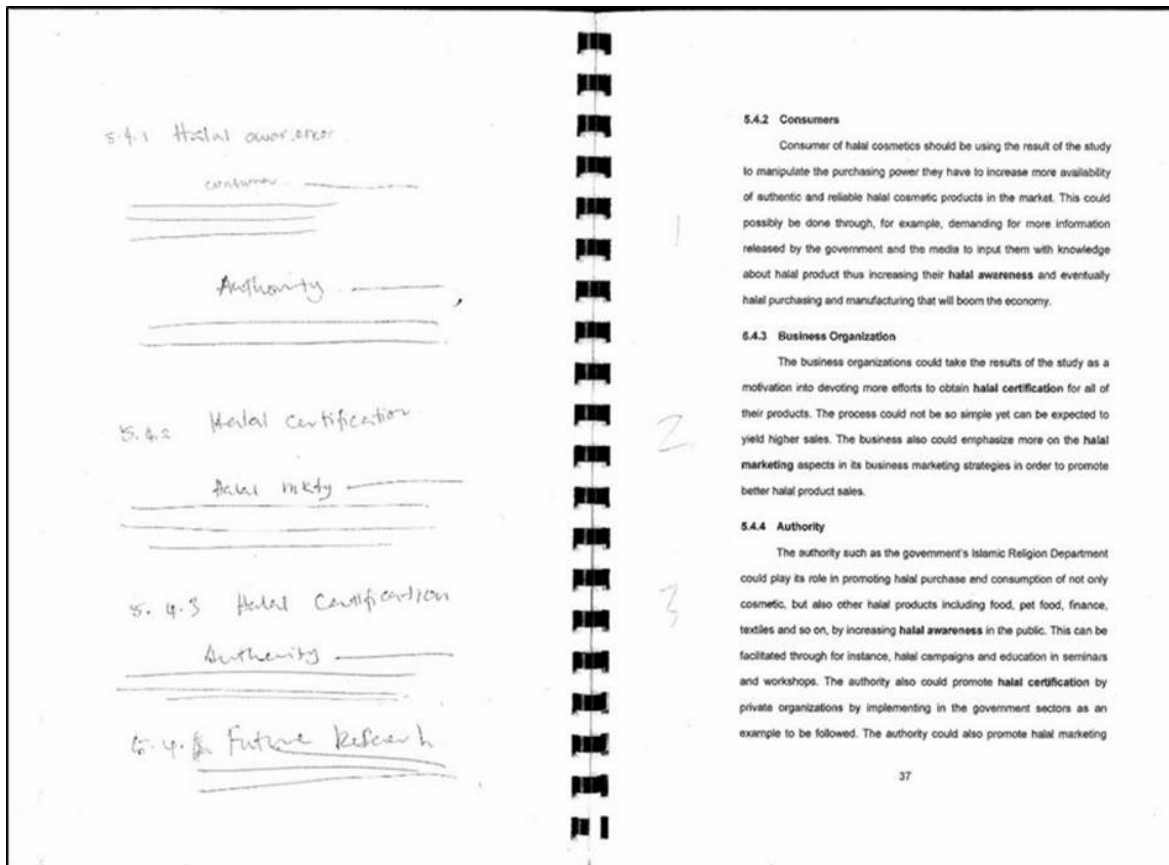 5.4.1 Halal awareness
consumer
Authority
5.4.2 Halal Certification
Halal mktg
5.4.3 Halal Certification
Authority
5.4. Future Research
1
2
3
5.4.2 Consumers
Consumer of halal cosmetics should be using the result of the study
to manipulate the purchasing power they have to increase more availability
of authentic and reliable halal cosmetic products in the market. This could
possibly be done through, for example, demanding for more information
released by the government and the media to input them with knowledge
about halal product thus increasing their halal awareness and eventually
halal purchasing and manufacturing that will boom the economy.
5.4.3 Business Organization
The business organizations could take the results of the study as a
motivation into devoting more efforts to obtain halal certification for all of
their products. The process could not be so simple yet can be expected to
yield higher sales. The business also could emphasize more on the halal
marketing aspects in its business marketing strategies in order to promote
better halal product sales.
5.4.4 Authority
The authority such as the government's Islamic Religion Department
could play its role in promoting halal purchase and consumption of not only
cosmetic, but also other halal products including food, pet food, finance,
textiles and so on, by increasing halal awareness in the public. This can be
facilitated through for instance, halal campaigns and education in seminars
and workshops. The authority also could promote halal certification by
private organizations by implementing in the government sectors as an
example to be followed. The authority could also promote halal marketing
37